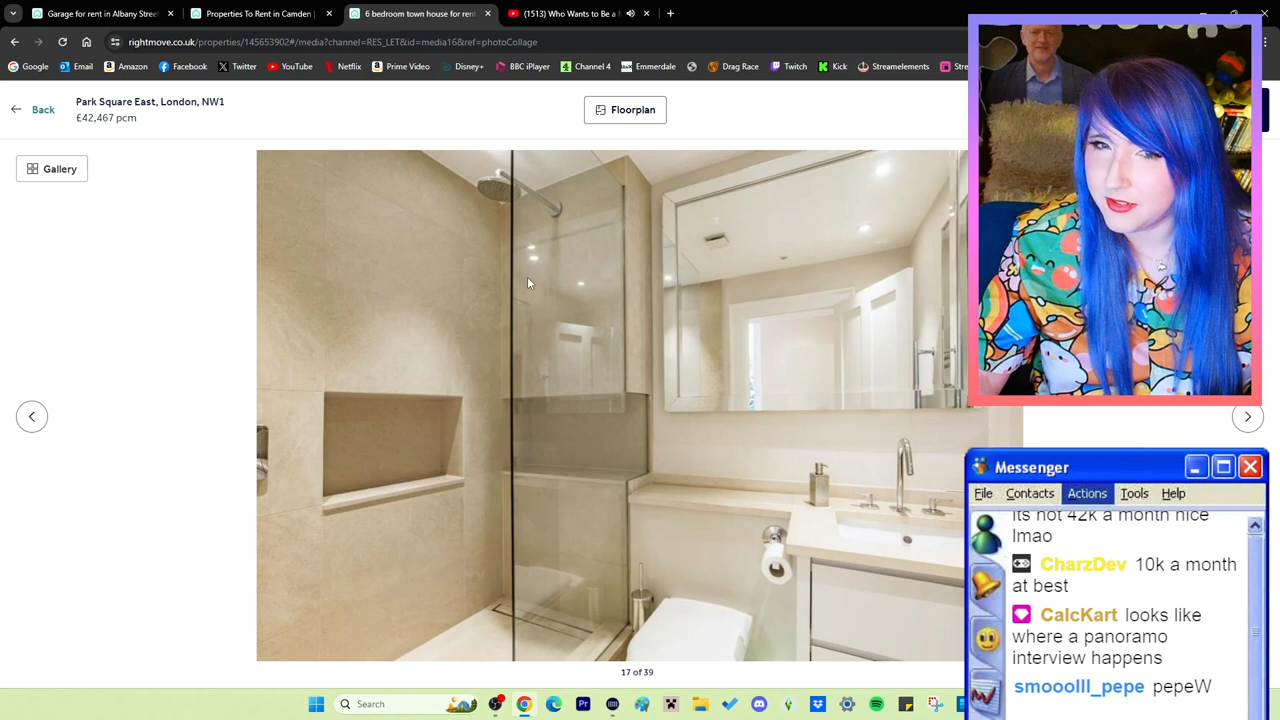 Garage for rent in Albany Street
Properties To Rent in Camden
6 bedroom town house for rent
(1513) Who Wants to Be a
rightmove.co.uk/properties/145653902#/media?channel=RES_LET&id=media16&ref=photoCollage
Google Email Amazon Facebook Twitter YouTube Netflix Prime Video Disney+ BBC iPlayer Channel 4 Emmerdale Drag Race Twitch Kick Streamelements
Back
Park Square East, London, NW1
£42,467 pcm
Floorplan
Gallery
17 of 39
Messenger
File Contacts Actions Tools Help
its not 42k a month nice
lmao
CharzDev 10k a month
at best
CalcKart looks like
where a panoramo
interview happens
smooolll_pepe pepeW
Search